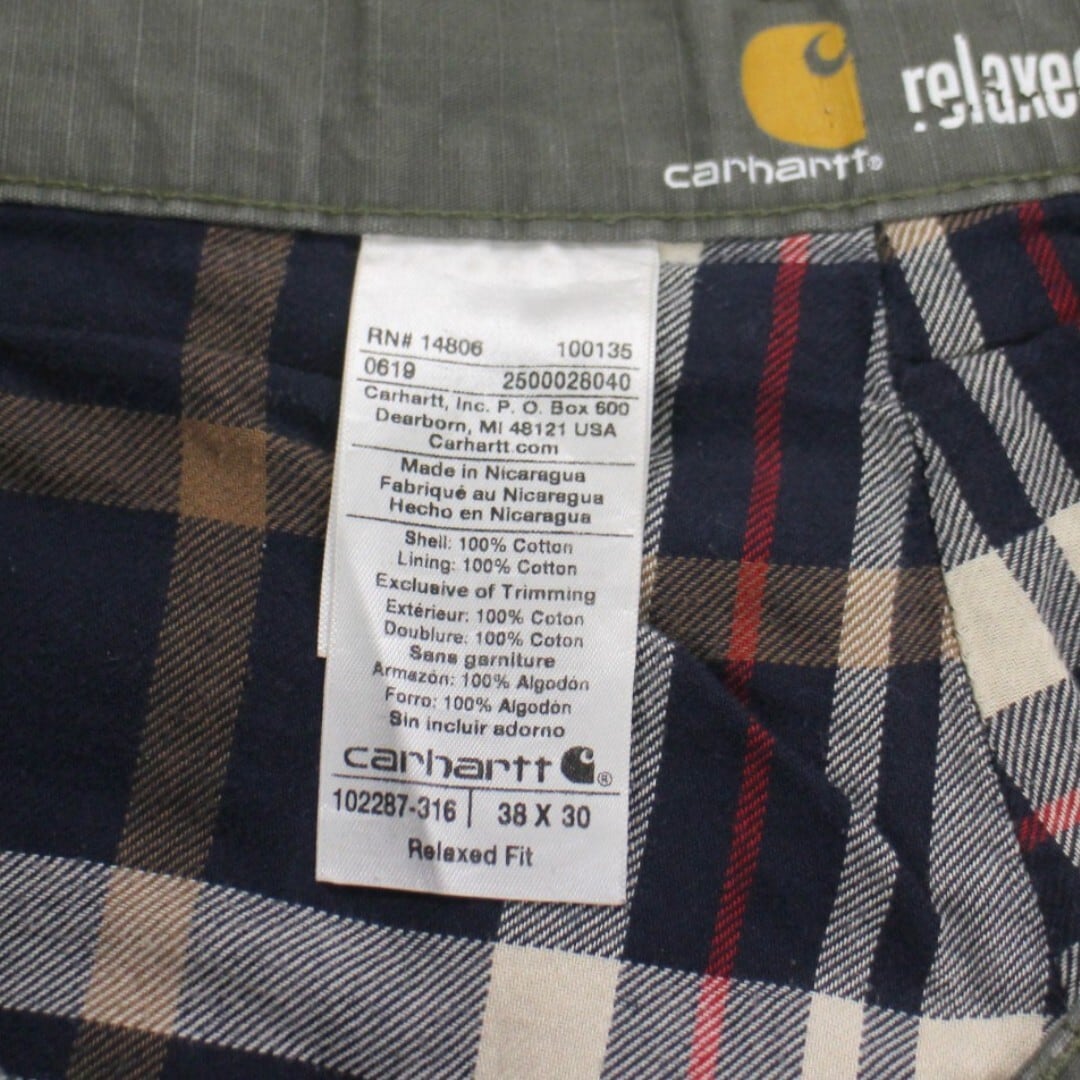 carhartt®
relaxed
RN# 14806 100135
0619 2500028040
Carhartt, Inc. P. O. Box 600
Dearborn, MI 48121 USA
Carhartt.com
Made in Nicaragua
Fabriqué au Nicaragua
Hecho en Nicaragua
Shell: 100% Cotton
Lining: 100% Cotton
Exclusive of Trimming
Extérieur: 100% Coton
Doublure: 100% Coton
Sans garniture
Armazón: 100% Algodón
Forro: 100% Algodón
Sin incluir adorno
carhartt ®
102287-316 | 38 X 30
Relaxed Fit